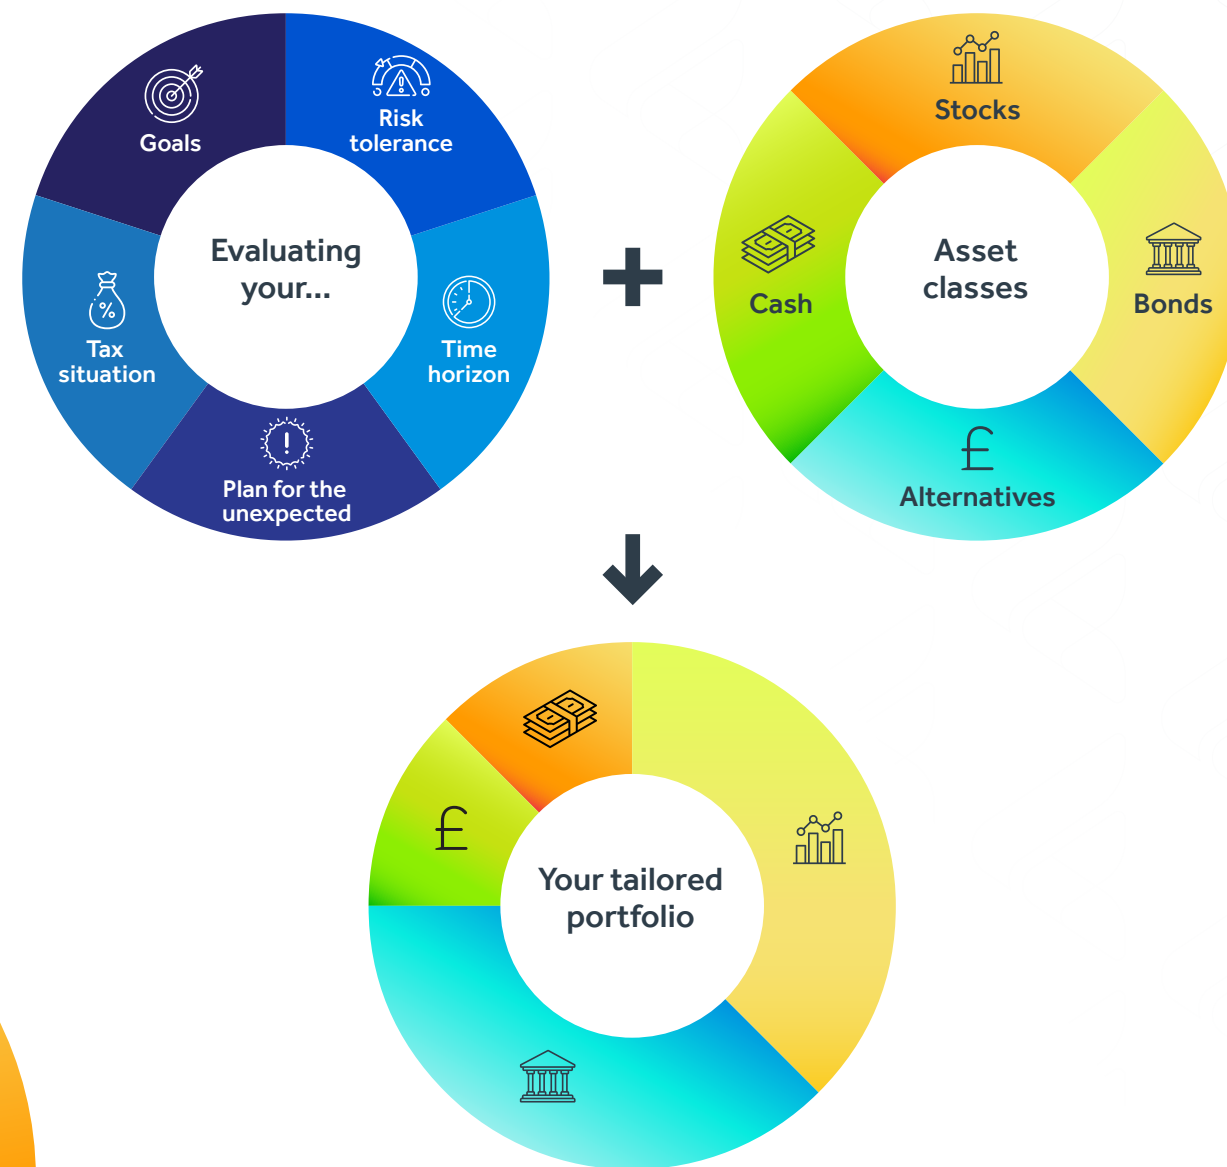 Goals
Risk
tolerance
Evaluating
your...
Tax
situation
Time
horizon
Plan for the
unexpected
Stocks
Cash
Asset
classes
Bonds
£
Alternatives
£
Your tailored
portfolio